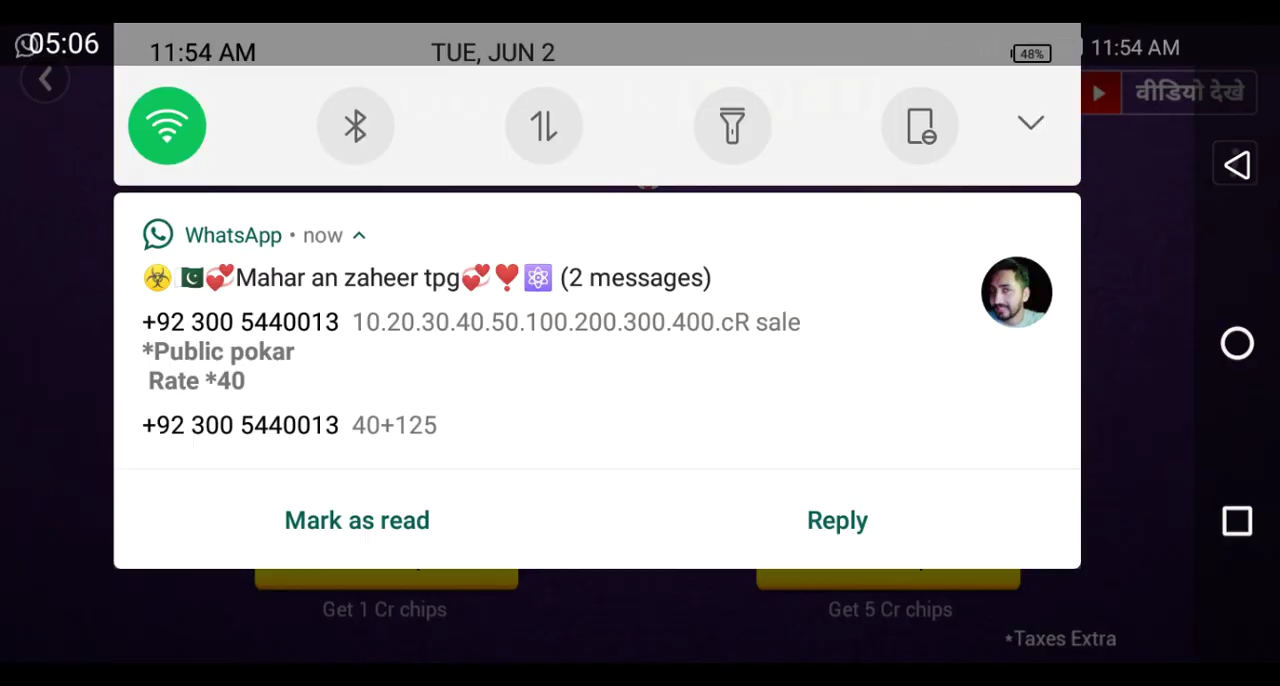 05:06
11:54 AM TUE, JUN 2 48% 11:54 AM
वीडियो देखे
WhatsApp • now
☣️🇵🇰💞Mahar an zaheer tpg💞❣️⚛️ (2 messages)
+92 300 5440013 10.20.30.40.50.100.200.300.400.cR sale
*Public pokar
Rate *40
+92 300 5440013 40+125
Mark as read Reply
Get 1 Cr chips Get 5 Cr chips
*Taxes Extra